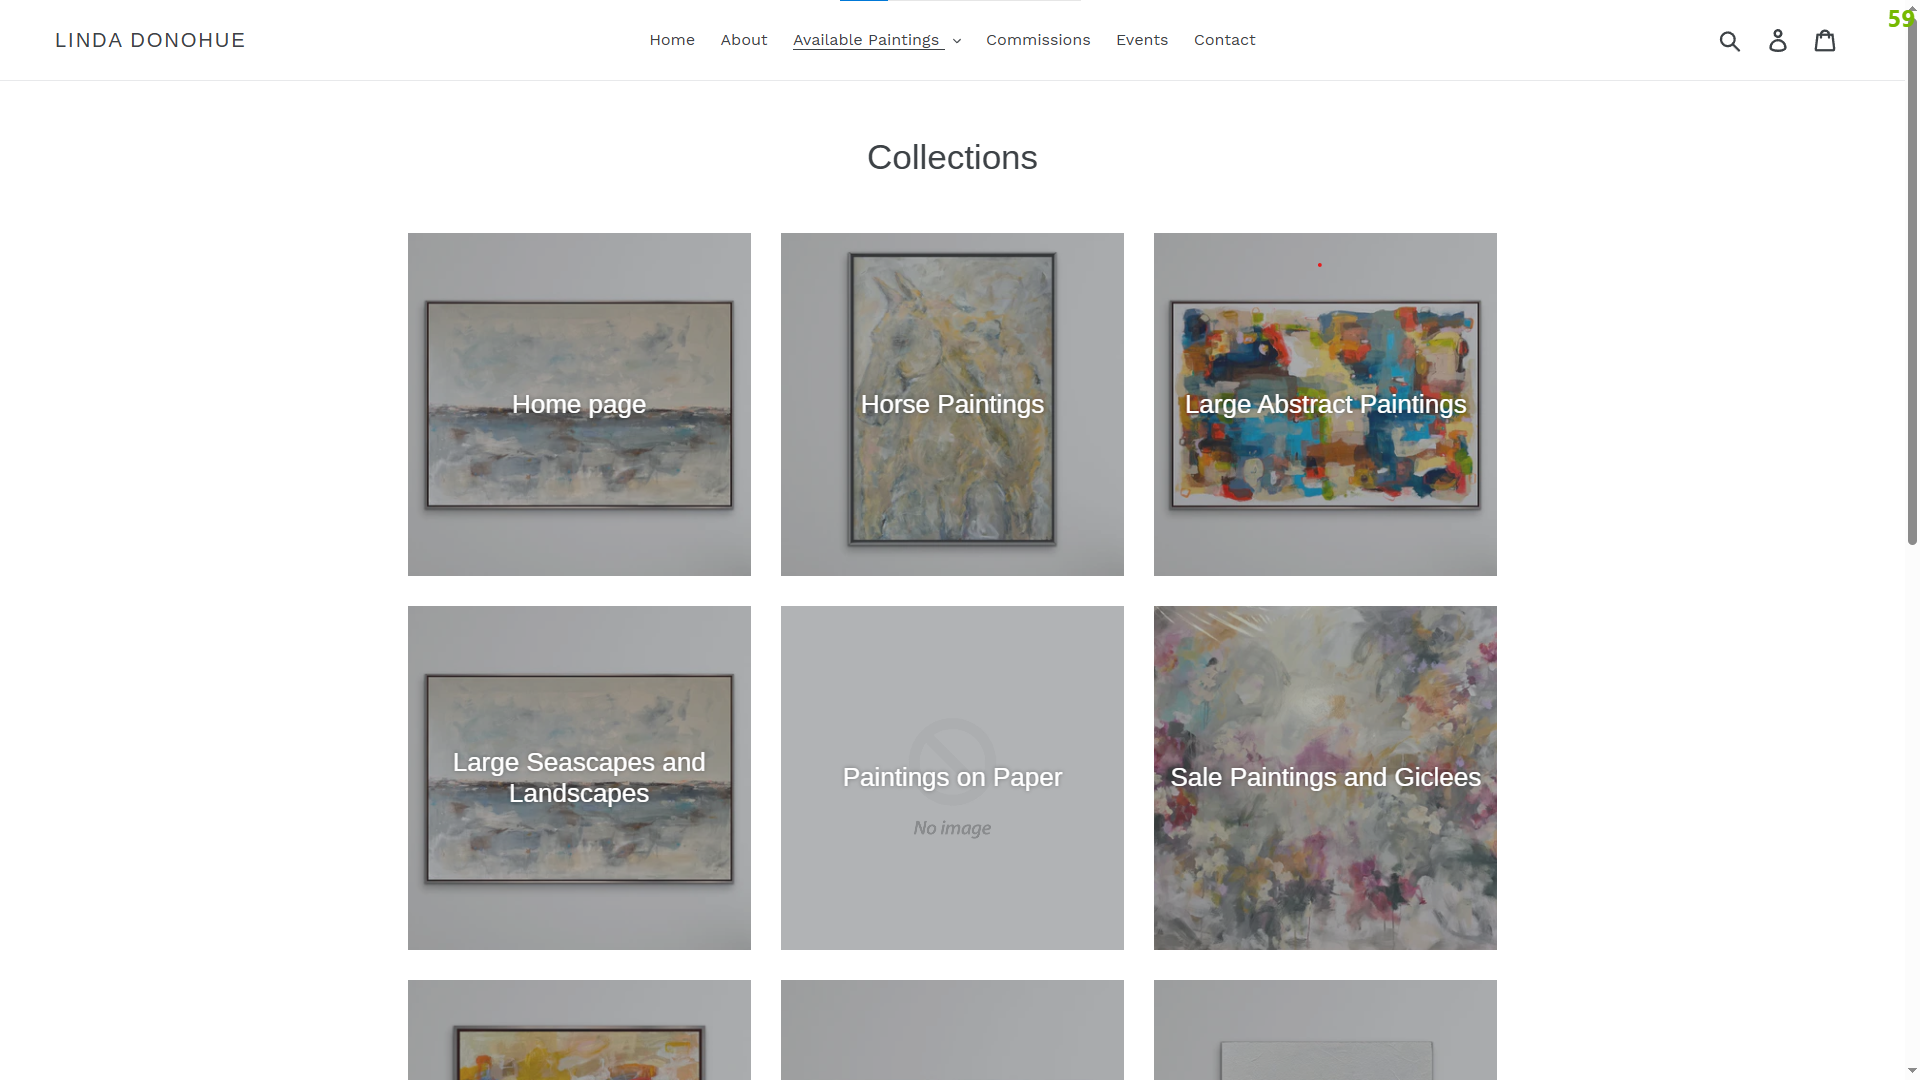 59
LINDA DONOHUE
Home About Available Paintings Commissions Events Contact
Collections
Home page
Horse Paintings
Large Abstract Paintings
Large Seascapes and
Landscapes
Paintings on Paper
No image
Sale Paintings and Giclees